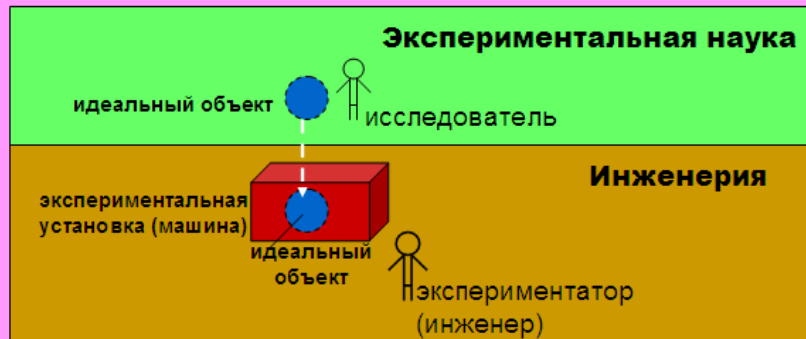 Экспериментальная наука
идеальный объект
исследователь
Инженерия
экспериментальная
установка (машина)
идеальный
объект
экспериментатор
(инженер)